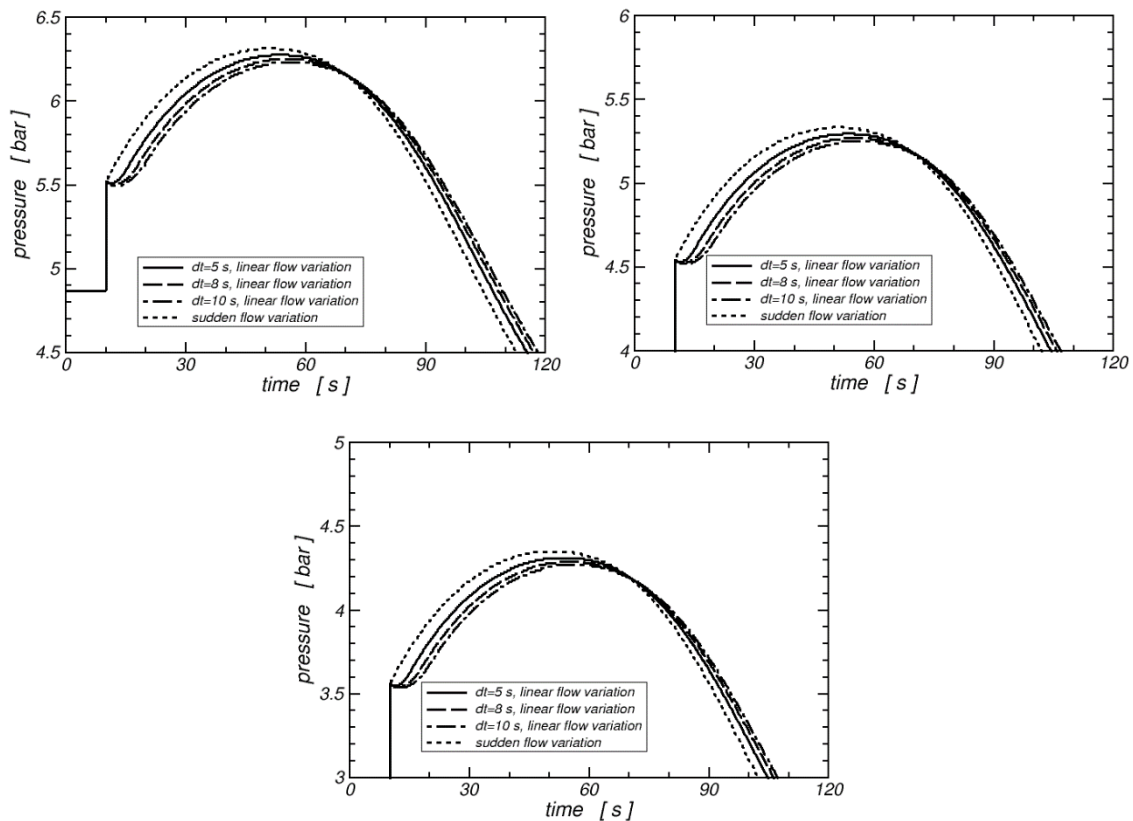 6.5
6
5.5
5
4.5
pressure [ bar ]
dt=5 s, linear flow variation
dt=8 s, linear flow variation
dt=10 s, linear flow variation
sudden flow variation
0 30 60 90 120
time [ s ]
6
5.5
5
4.5
4
pressure [ bar ]
dt=5 s, linear flow variation
dt=8 s, linear flow variation
dt=10 s, linear flow variation
sudden flow variation
0 30 60 90 120
time [ s ]
5
4.5
4
3.5
3
pressure [ bar ]
dt=5 s, linear flow variation
dt=8 s, linear flow variation
dt=10 s, linear flow variation
sudden flow variation
0 30 60 90 120
time [ s ]